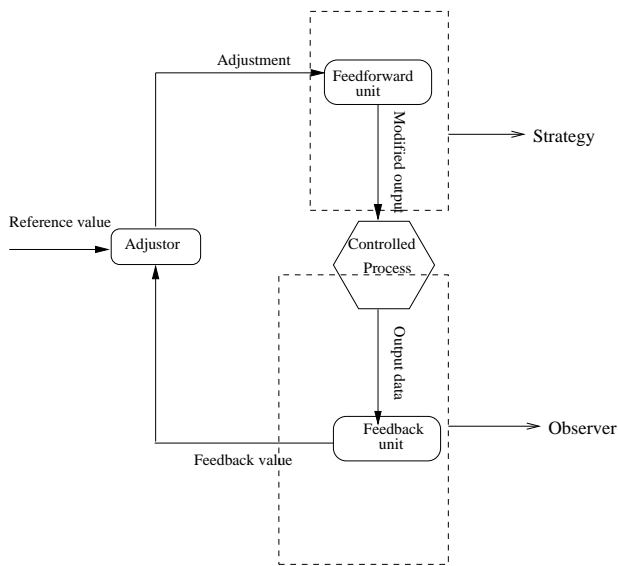 Adjustment
Feedforward
unit
Modified output
Strategy
Reference value
Adjustor
Controlled
Process
Output data
Feedback
unit
Observer
Feedback value